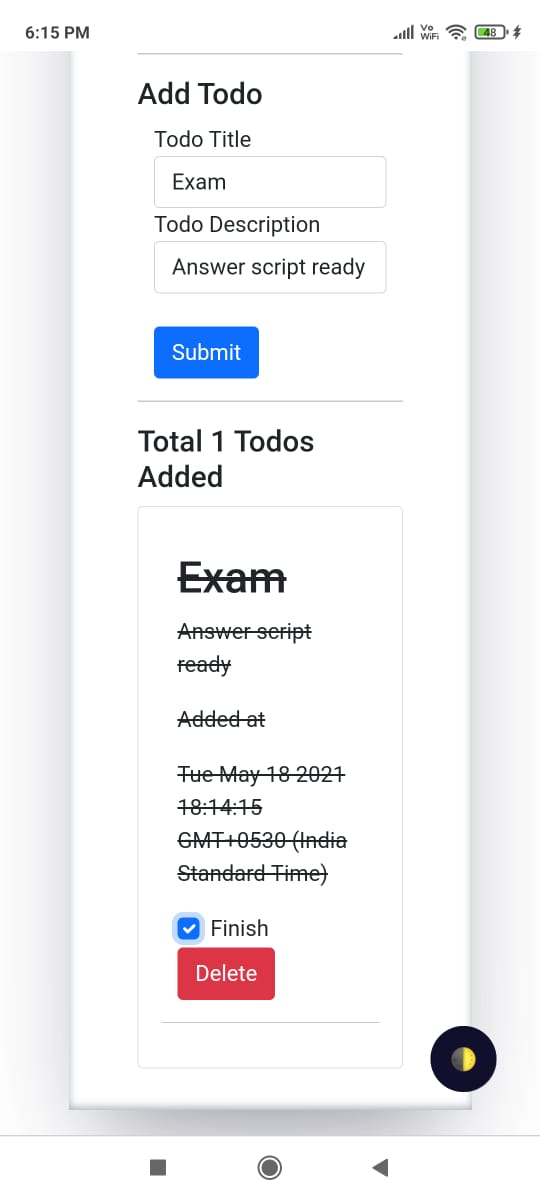 6:15 PM
Vo
WiFi
48
Add Todo
Todo Title
Exam
Todo Description
Answer script ready
Submit
Total 1 Todos
Added
Exam
Answer script
ready
Added at
Tue May 18 2021
18:14:15
GMT+0530 (India
Standard Time)
Finish
Delete